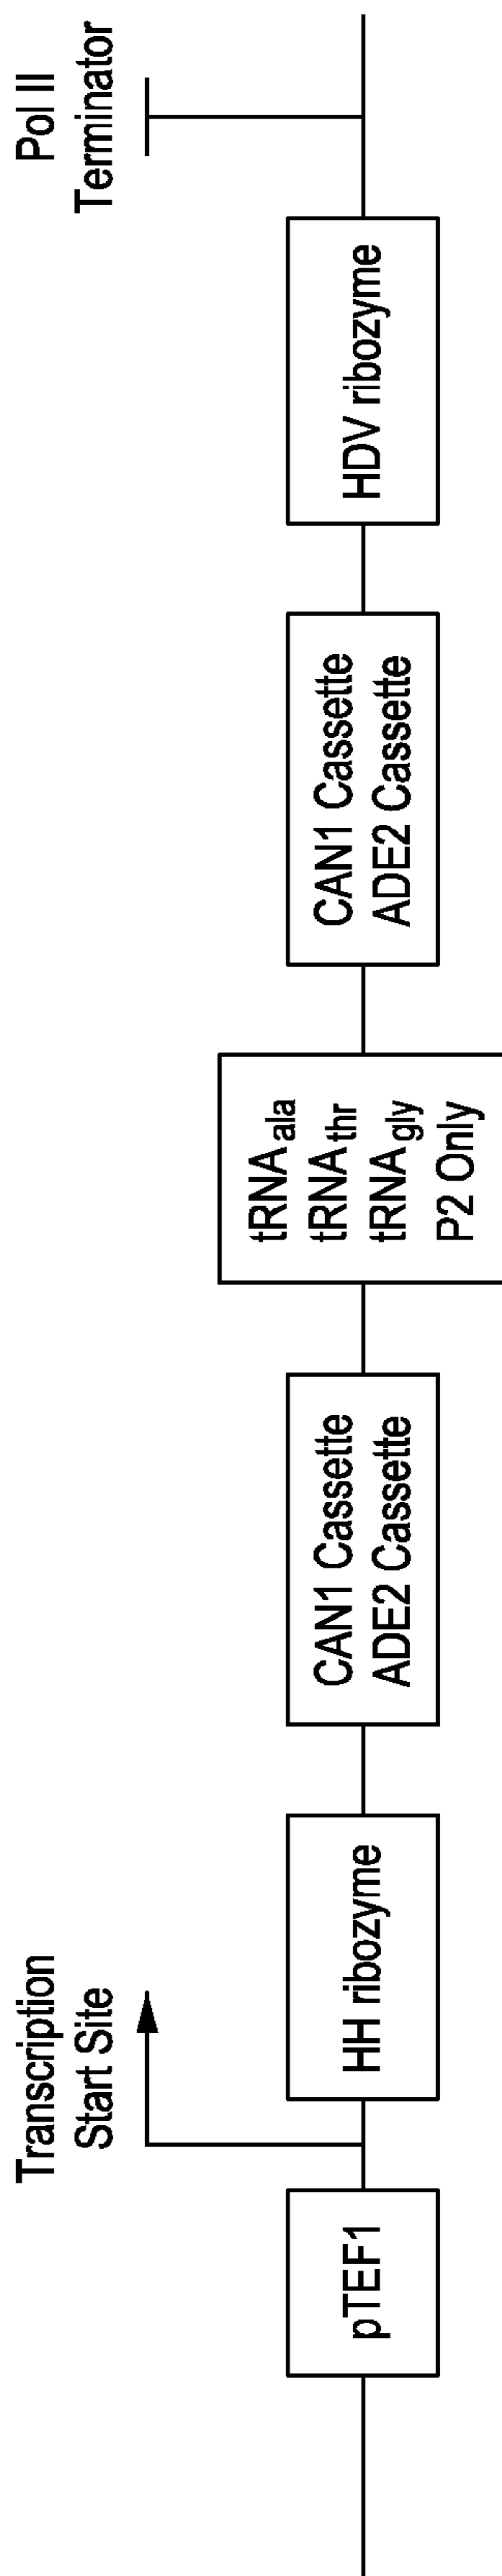 Transcription
Start Site
Pol II
Terminator
pTEF1
HH ribozyme
CAN1 Cassette
ADE2 Cassette
tRNAala
tRNAthr
tRNAgly
P2 Only
CAN1 Cassette
ADE2 Cassette
HDV ribozyme